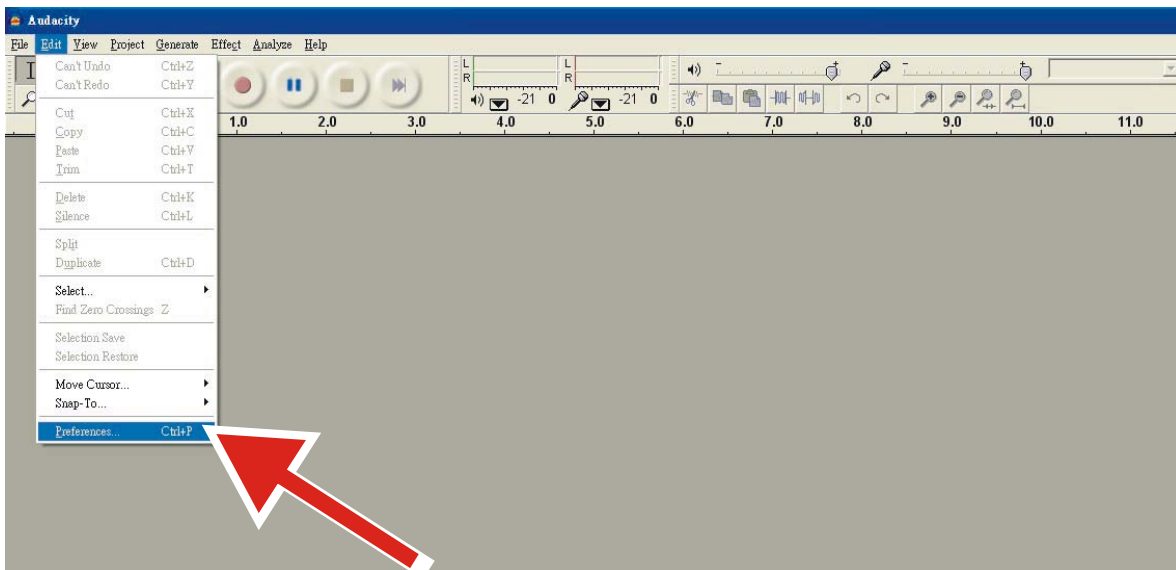 Audacity
File Edit View Project Generate Effect Analyze Help
Can't Undo Ctrl+Z
Can't Redo Ctrl+Y
Cut Ctrl+X
Copy Ctrl+C
Paste Ctrl+V
Trim Ctrl+T
Delete Ctrl+K
Silence Ctrl+L
Split
Duplicate Ctrl+D
Select...
Find Zero Crossings Z
Selection Save
Selection Restore
Move Cursor...
Snap-To...
Preferences... Ctrl+P
L
R
-21 0
L
R
-21 0
- +
- +
1.0 2.0 3.0 4.0 5.0 6.0 7.0 8.0 9.0 10.0 11.0